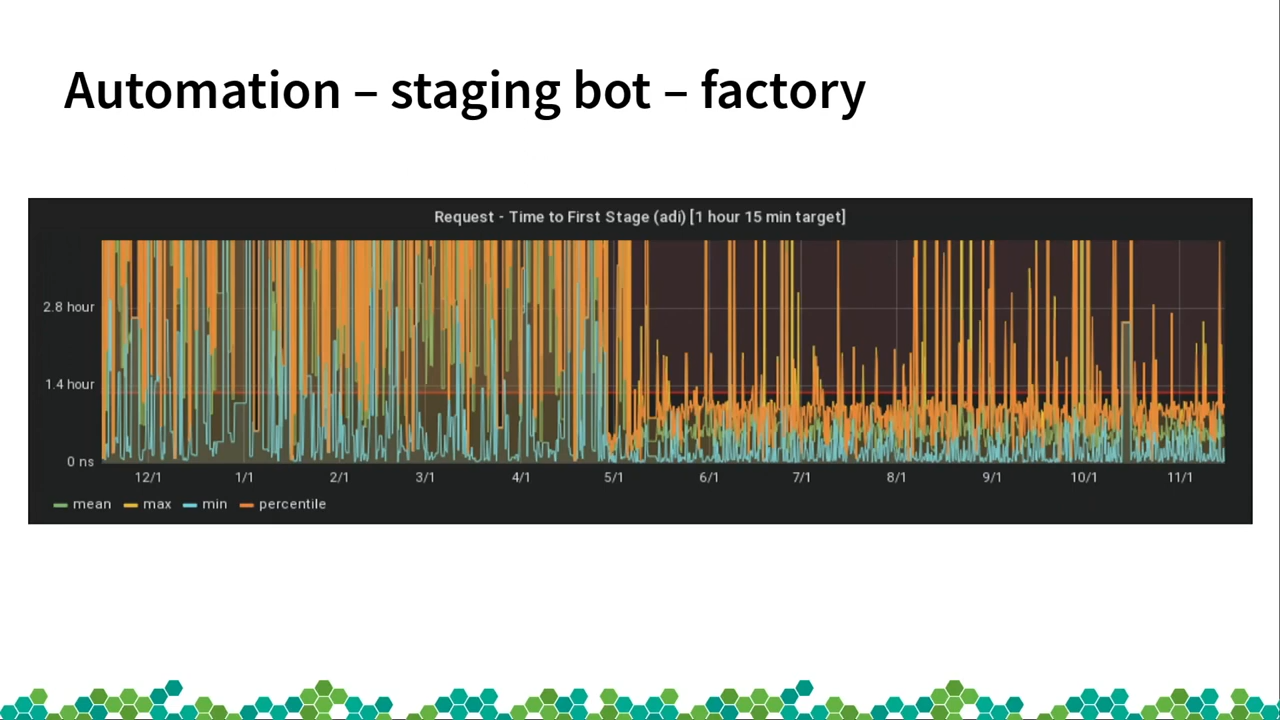 Automation – staging bot – factory
Request - Time to First Stage (adi) [1 hour 15 min target]
2.8 hour
1.4 hour
0 ns
12/1 1/1 2/1 3/1 4/1 5/1 6/1 7/1 8/1 9/1 10/1 11/1
mean max min percentile